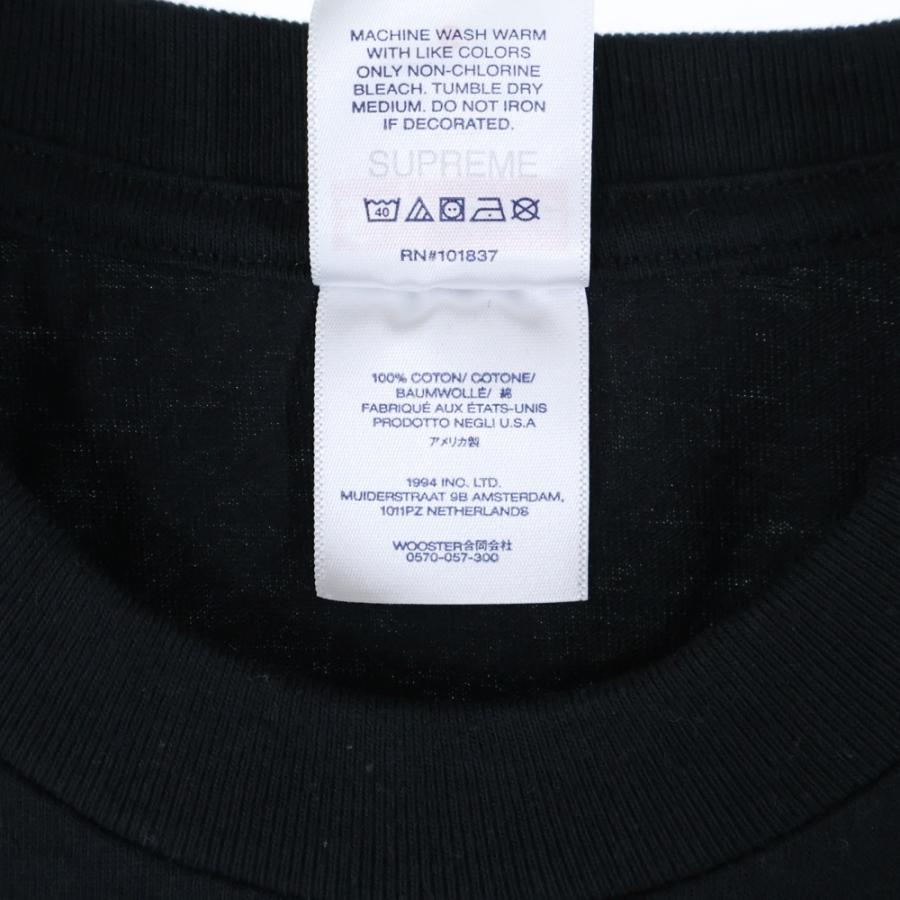 MACHINE WASH WARM
WITH LIKE COLORS
ONLY NON-CHLORINE
BLEACH. TUMBLE DRY
MEDIUM. DO NOT IRON
IF DECORATED.
SUPREME
40
RN#101837
100% COTON/ COTONE/
BAUMWOLLE/ 綿
FABRIQUÉ AUX ÉTATS-UNIS
PRODOTTO NEGLI U.S.A
アメリカ製
1994 INC. LTD.
MUIDERSTRAAT 9B AMSTERDAM,
1011PZ NETHERLANDS
WOOSTER合同会社
0570-057-300